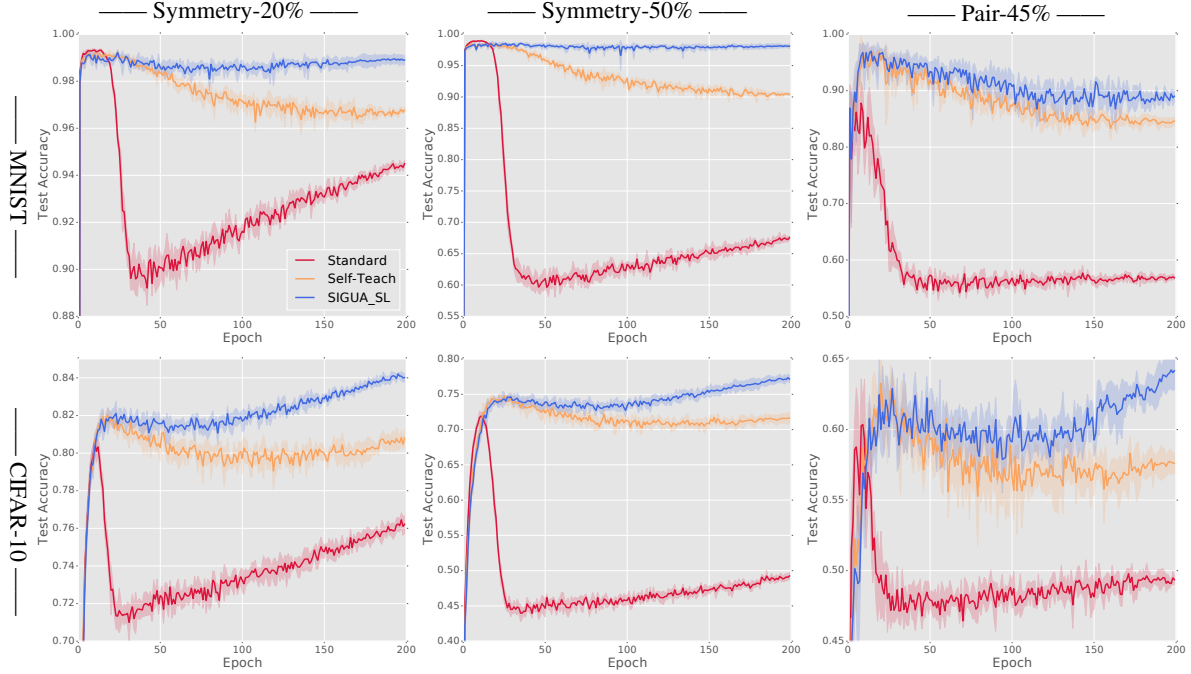 —— Symmetry-20% ——
—— Symmetry-50% ——
—— Pair-45% ——
—— MNIST ——
Test Accuracy
1.00
0.98
0.96
0.94
0.92
0.90
0.88
0 50 100 150 200
Epoch
Standard
Self-Teach
SIGUA_SL
Test Accuracy
1.00
0.95
0.90
0.85
0.80
0.75
0.70
0.65
0.60
0.55
0 50 100 150 200
Epoch
Test Accuracy
1.00
0.90
0.80
0.70
0.60
0.50
0 50 100 150 200
Epoch
—— CIFAR-10 ——
Test Accuracy
0.84
0.82
0.80
0.78
0.76
0.74
0.72
0.70
0 50 100 150 200
Epoch
Test Accuracy
0.80
0.75
0.70
0.65
0.60
0.55
0.50
0.45
0.40
0 50 100 150 200
Epoch
Test Accuracy
0.65
0.60
0.55
0.50
0.45
0 50 100 150 200
Epoch